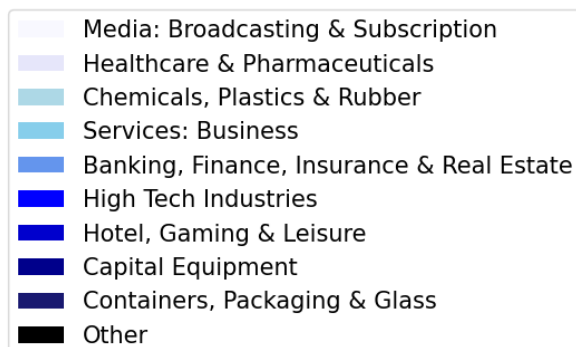 Media: Broadcasting & Subscription
Healthcare & Pharmaceuticals
Chemicals, Plastics & Rubber
Services: Business
Banking, Finance, Insurance & Real Estate
High Tech Industries
Hotel, Gaming & Leisure
Capital Equipment
Containers, Packaging & Glass
Other